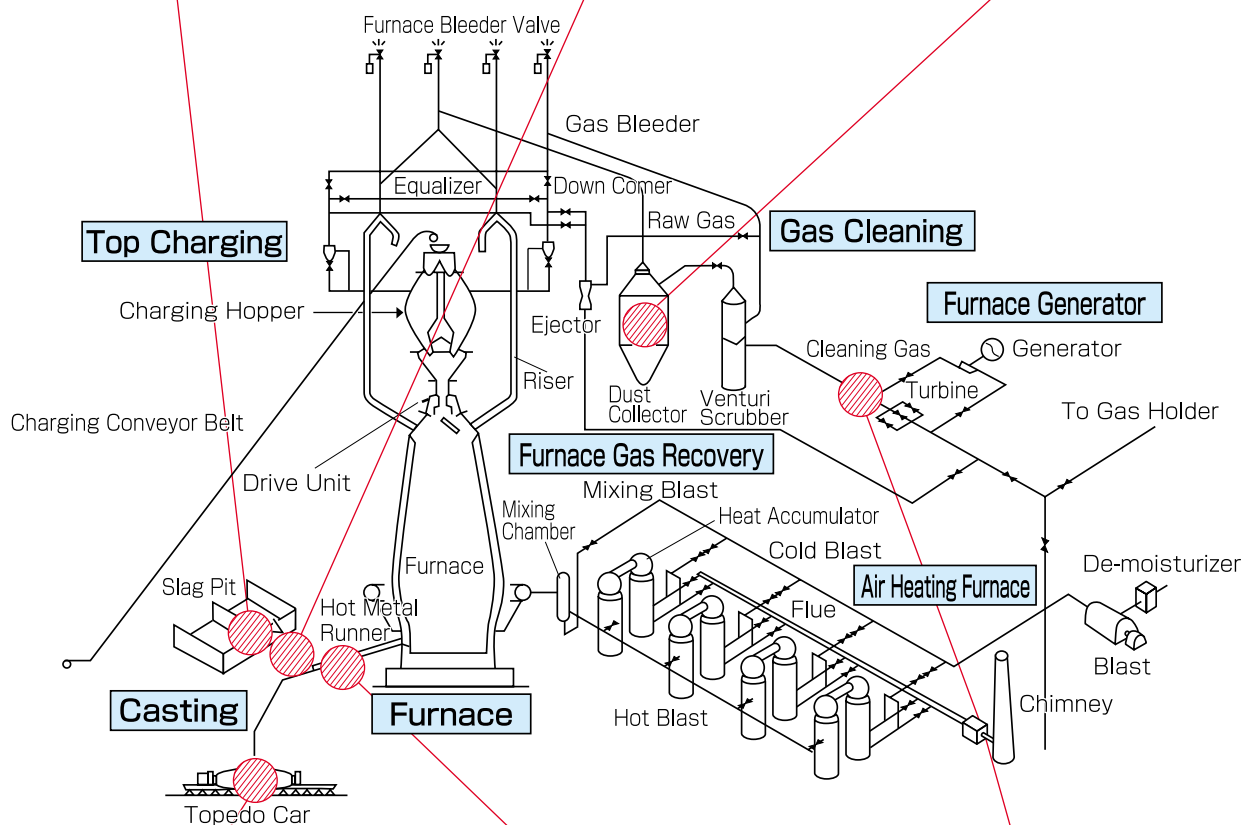 Furnace Bleeder Valve
Gas Bleeder
Equalizer
Down Comer
Raw Gas
Top Charging
Gas Cleaning
Charging Hopper
Ejector
Furnace Generator
Cleaning Gas
Generator
Riser
Turbine
Dust
Collector
Venturi
Scrubber
To Gas Holder
Charging Conveyor Belt
Furnace Gas Recovery
Drive Unit
Mixing Blast
Mixing
Chamber
Heat Accumulator
Cold Blast
Furnace
De-moisturizer
Air Heating Furnace
Slag Pit
Hot Metal
Runner
Flue
Blast
Casting
Furnace
Hot Blast
Chimney
Topedo Car